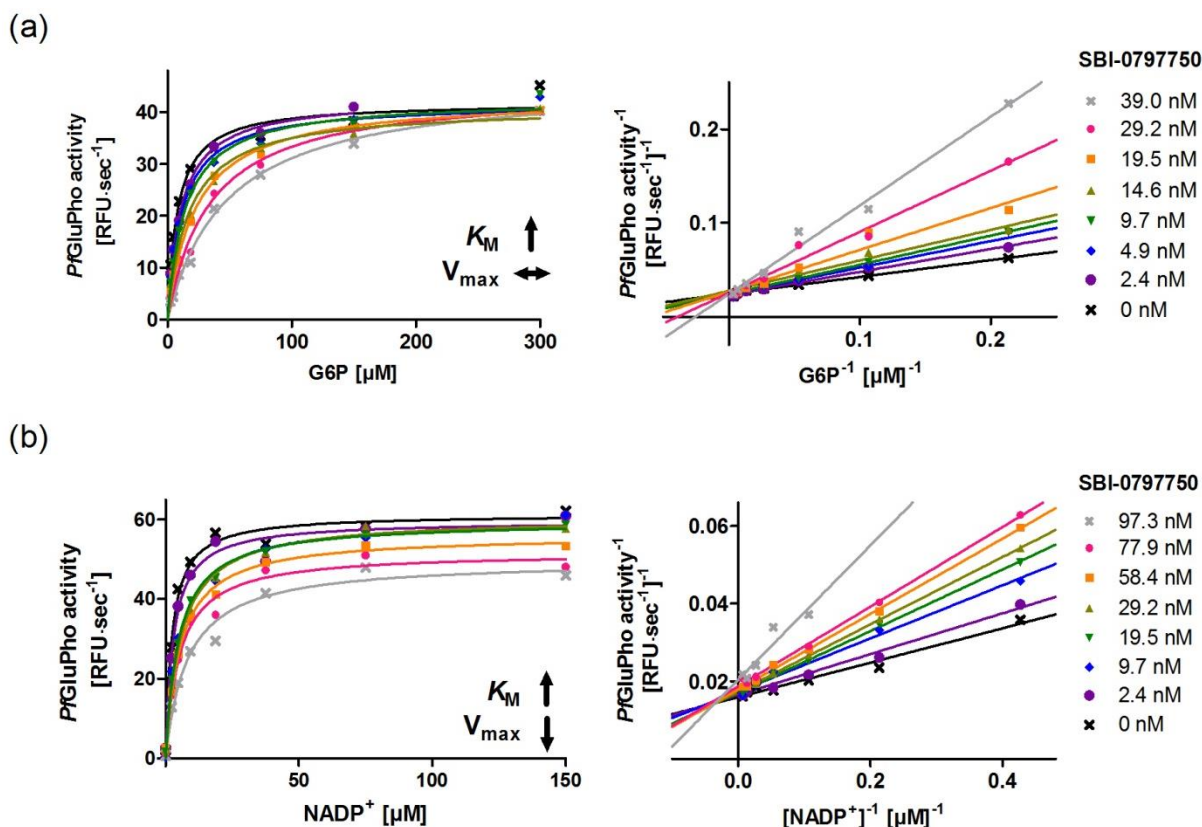 (a)
PfGluPho activity
[RFU·sec⁻¹]
40
30
20
10
0
0
100
200
300
G6P [µM]
K_M
V_max
PfGluPho activity⁻¹
[RFU·sec⁻¹]⁻¹
0.2
0.1
0.1
0.2
G6P⁻¹ [µM]⁻¹
SBI-0797750
39.0 nM
29.2 nM
19.5 nM
14.6 nM
9.7 nM
4.9 nM
2.4 nM
0 nM
(b)
PfGluPho activity
[RFU·sec⁻¹]
60
40
20
0
50
100
150
NADP⁺ [µM]
K_M
V_max
PfGluPho activity⁻¹
[RFU·sec⁻¹]⁻¹
0.06
0.04
0.02
0.0
0.2
0.4
[NADP⁺]⁻¹ [µM]⁻¹
SBI-0797750
97.3 nM
77.9 nM
58.4 nM
29.2 nM
19.5 nM
9.7 nM
2.4 nM
0 nM